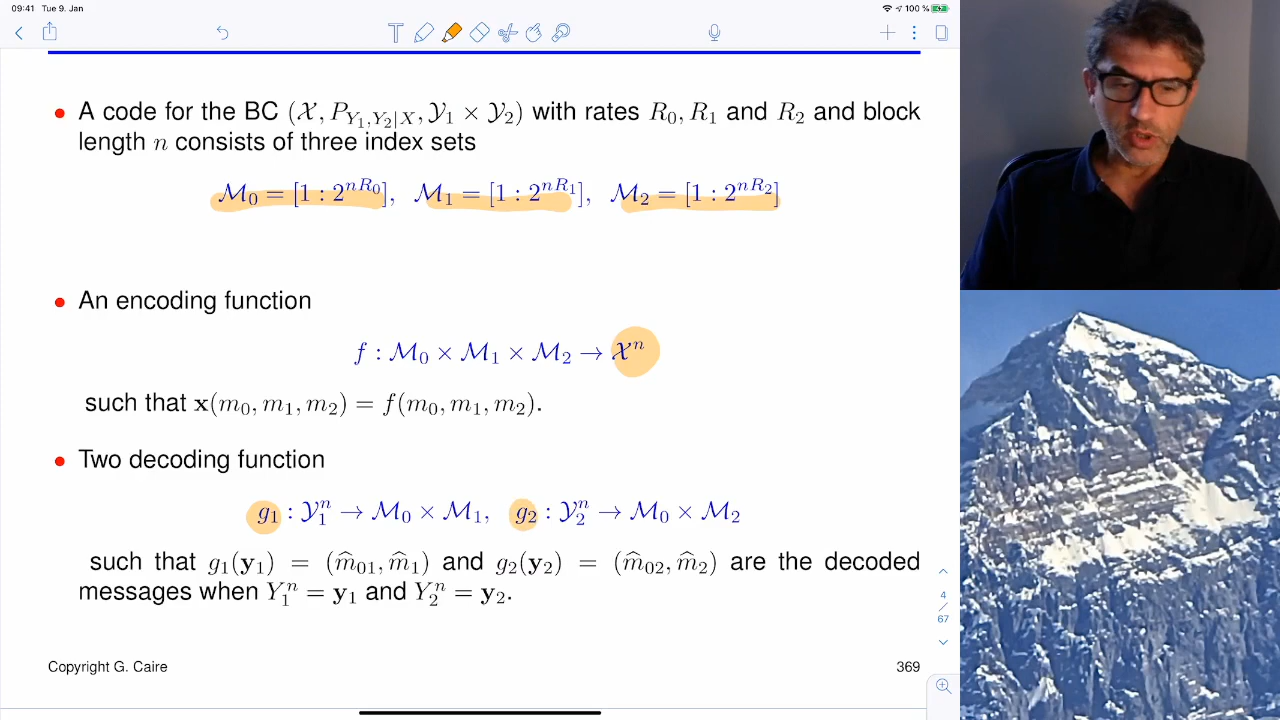 09:41 Tue 9. Jan
100 %
• A code for the BC (𝒳, P_{Y_1,Y_2|X}, 𝒴_1 × 𝒴_2) with rates R_0, R_1 and R_2 and block
length n consists of three index sets
ℳ_0 = [1 : 2^{nR_0}], ℳ_1 = [1 : 2^{nR_1}], ℳ_2 = [1 : 2^{nR_2}]
• An encoding function
f : ℳ_0 × ℳ_1 × ℳ_2 → 𝒳^n
such that x(m_0, m_1, m_2) = f(m_0, m_1, m_2).
• Two decoding function
g_1 : 𝒴_1^n → ℳ_0 × ℳ_1, g_2 : 𝒴_2^n → ℳ_0 × ℳ_2
such that g_1(y_1) = (m̂_{01}, m̂_1) and g_2(y_2) = (m̂_{02}, m̂_2) are the decoded
messages when Y_1^n = y_1 and Y_2^n = y_2.
4
/
67
Copyright G. Caire 369